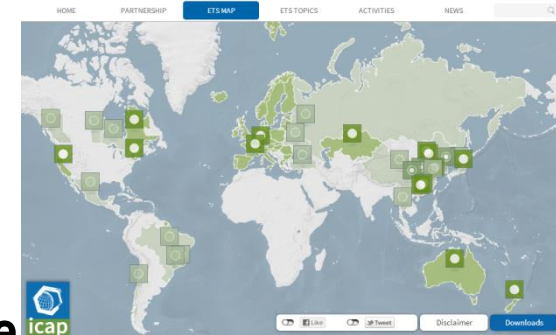 HOME PARTNERSHIP ETS MAP ETS TOPICS ACTIVITIES NEWS
e
icap
Like Tweet Disclaimer Downloads